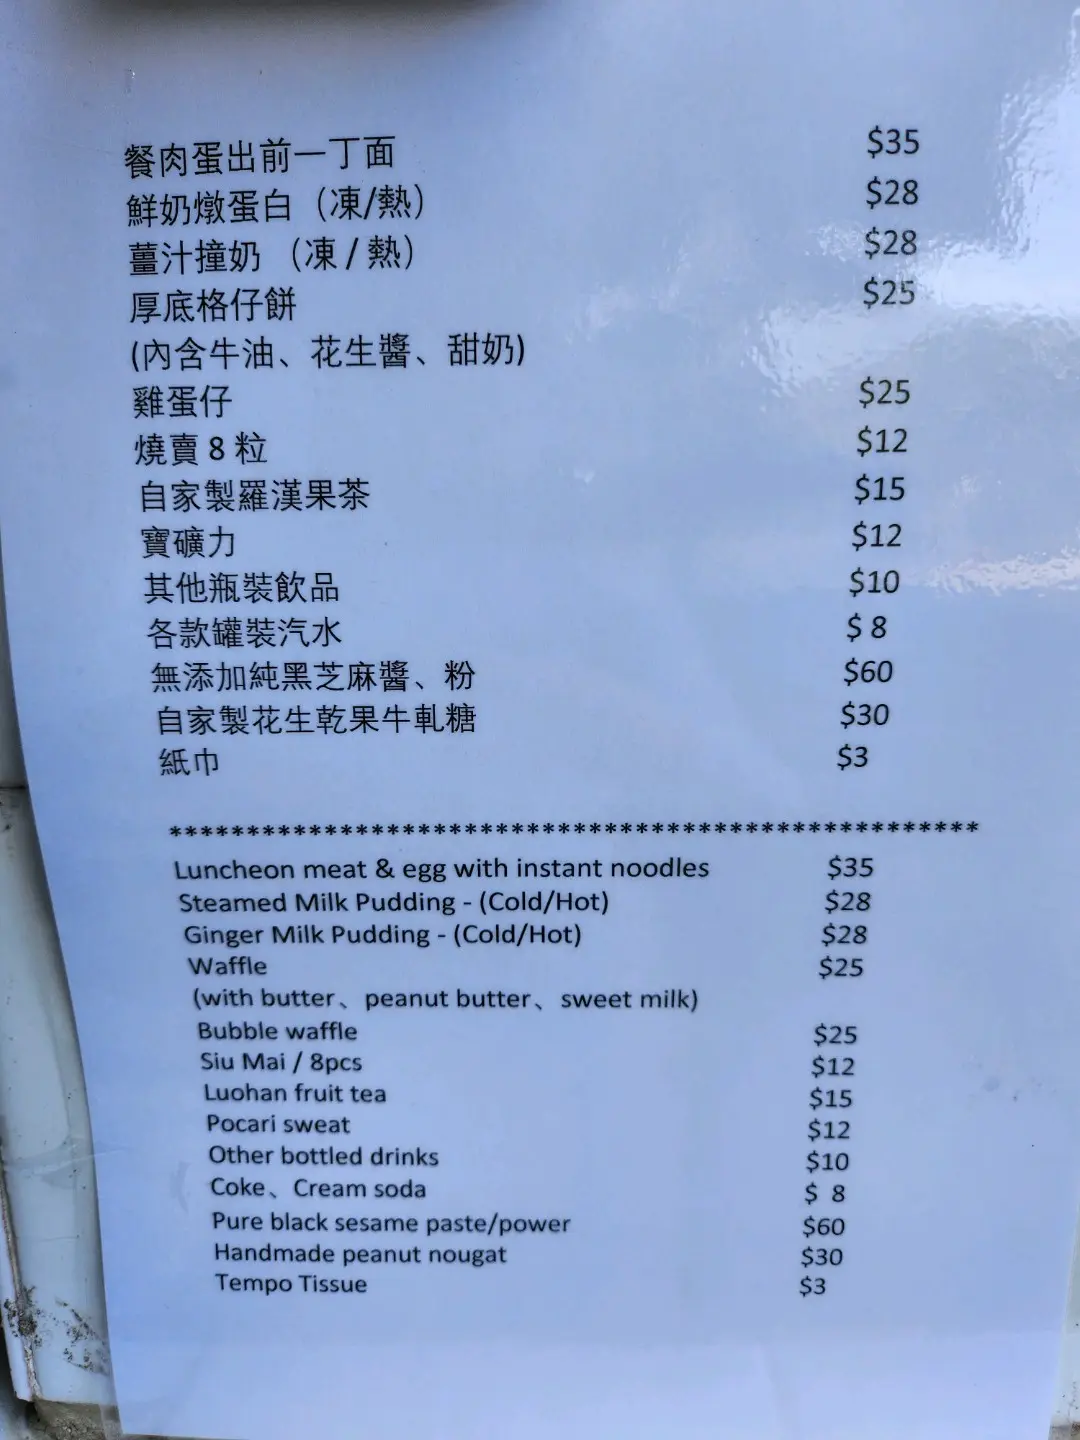 餐肉蛋出前一丁面 $35
鮮奶燉蛋白（凍/熱） $28
薑汁撞奶 （凍 / 熱） $28
厚底格仔餅 $25
(內含牛油、花生醬、甜奶)
雞蛋仔 $25
燒賣 8 粒 $12
自家製羅漢果茶 $15
寶礦力 $12
其他瓶裝飲品 $10
各款罐裝汽水 $ 8
無添加純黑芝麻醬、粉 $60
自家製花生乾果牛軋糖 $30
紙巾 $3
****************************************************
Luncheon meat & egg with instant noodles $35
Steamed Milk Pudding - (Cold/Hot) $28
Ginger Milk Pudding - (Cold/Hot) $28
Waffle $25
(with butter、peanut butter、sweet milk)
Bubble waffle $25
Siu Mai / 8pcs $12
Luohan fruit tea $15
Pocari sweat $12
Other bottled drinks $10
Coke、Cream soda $ 8
Pure black sesame paste/power $60
Handmade peanut nougat $30
Tempo Tissue $3